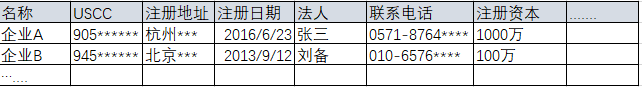 名称 USCC 注册地址 注册日期 法人 联系电话 注册资本 .......
企业A 905****** 杭州*** 2016/6/23 张三 0571-8764**** 1000万
企业B 945****** 北京*** 2013/9/12 刘备 010-6576**** 100万
......